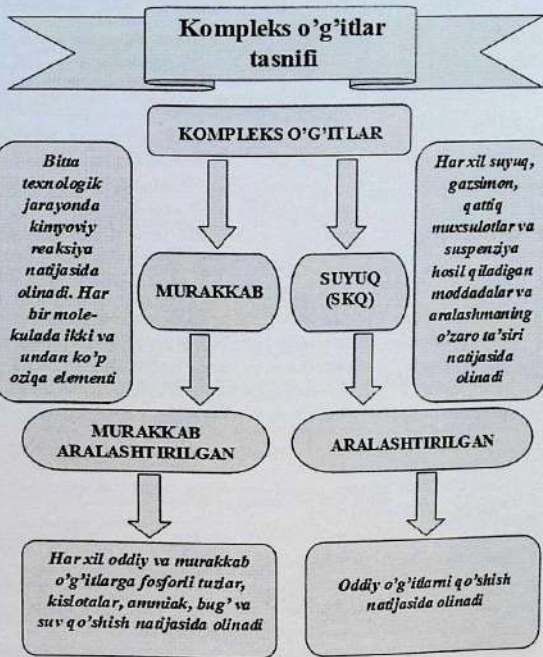 Kompleks o'g'itlar
tasnifi
KOMPLEKS O'G'ITLAR
Bitta
texnologik
jarayonda
kimyoviy
reaksiya
natijasida
olinadi. Har
bir mole-
kulada ikki va
undan ko'p
oziqa elementi
MURAKKAB
SUYUQ
(SKQ)
Har xil suyuq,
gazsimon,
qattiq
muxsulotlar va
suspenziya
hosil qiladigan
moddadalar va
aralashmaning
o'zaro ta'siri
natijasida
olinadi
MURAKKAB
ARALASHTIRILGAN
ARALASHTIRILGAN
Har xil oddiy va murakkab
o'g'itlarga fosforli tuzlar,
kislotalar, ammiak, bug' va
suv qo'shish natijasida olinadi
Oddiy o'g'itlarni qo'shish
natijasida olinadi